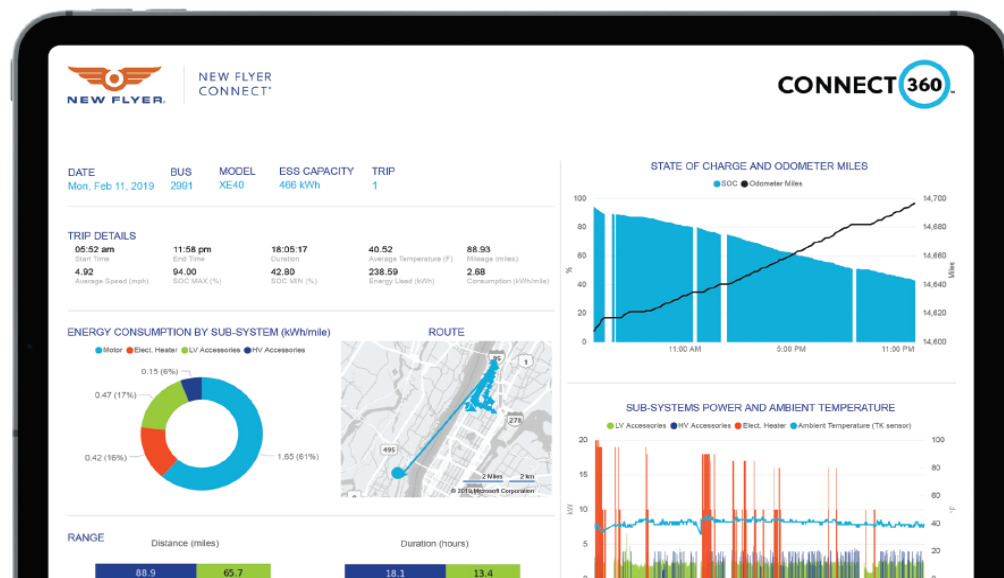 NEW FLYER.
NEW FLYER
CONNECT
CONNECT 360
DATE BUS MODEL ESS CAPACITY TRIP
Mon, Feb 11, 2019 2991 XE40 466 kWh 1
TRIP DETAILS
05:52 am 11:58 pm 18:05:17 40.52 88.93
Start Time End Time Duration Average Temperature (F) Mileage (miles)
4.92 94.00 42.80 238.59 2.68
Average Speed (mph) SOC MAX (%) SOC MIN (%) Energy Used (kWh) Consumption (kWh/mile)
ENERGY CONSUMPTION BY SUB-SYSTEM (kWh/mile)
Motor Elect. Heater LV Accessories HV Accessories
0.15 (6%)
0.47 (17%)
0.42 (16%)
1.65 (61%)
ROUTE
95
1
278
495
2 Miles 2 km
© 2019 Microsoft Corporation
RANGE
Distance (miles) Duration (hours)
88.9 65.7 18.1 13.4
STATE OF CHARGE AND ODOMETER MILES
SOC Odometer Miles
100 14,700
80 14,680
60 14,660
% Miles
40 14,640
20 14,620
0 14,600
11:00 AM 5:00 PM 11:00 PM
SUB-SYSTEMS POWER AND AMBIENT TEMPERATURE
LV Accessories HV Accessories Elect. Heater Ambient Temperature (TK sensor)
20 100
80
15
60
kW 10 °F
40
5
20